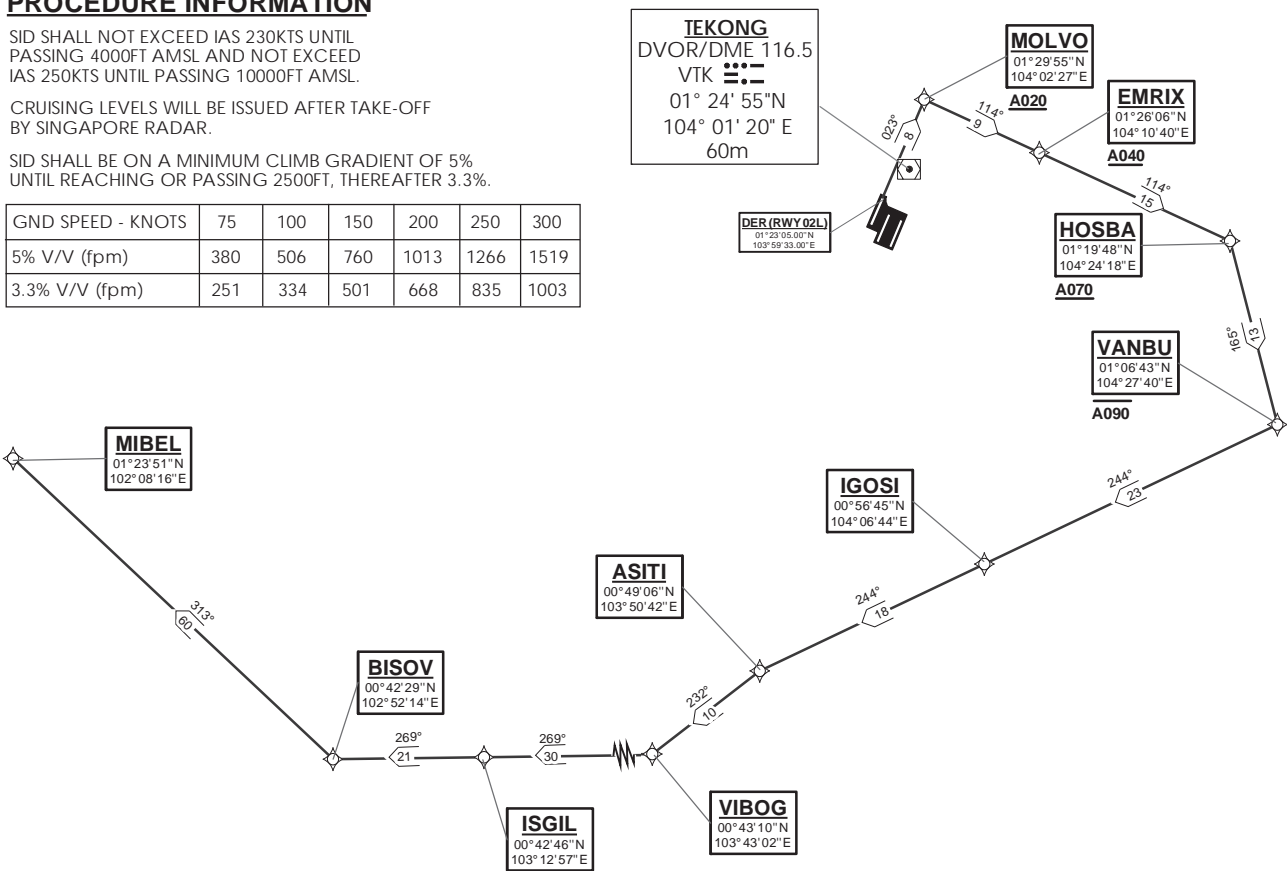 PROCEDURE INFORMATION
SID SHALL NOT EXCEED IAS 230KTS UNTIL
PASSING 4000FT AMSL AND NOT EXCEED
IAS 250KTS UNTIL PASSING 10000FT AMSL.
CRUISING LEVELS WILL BE ISSUED AFTER TAKE-OFF
BY SINGAPORE RADAR.
SID SHALL BE ON A MINIMUM CLIMB GRADIENT OF 5%
UNTIL REACHING OR PASSING 2500FT, THEREAFTER 3.3%.
GND SPEED - KNOTS 75 100 150 200 250 300
5% V/V (fpm) 380 506 760 1013 1266 1519
3.3% V/V (fpm) 251 334 501 668 835 1003
TEKONG
DVOR/DME 116.5
VTK
01° 24' 55"N
104° 01' 20" E
60m
MOLVO
01°29'55"N
104°02'27"E
A020
EMRIX
01°26'06"N
104°10'40"E
A040
023°
8
114°
9
114°
15
DER (RWY 02L)
01°23'05.00"N
103°59'33.00"E
HOSBA
01°19'48"N
104°24'18"E
A070
165°
13
VANBU
01°06'43"N
104°27'40"E
A090
MIBEL
01°23'51"N
102°08'16"E
244°
23
IGOSI
00°56'45"N
104°06'44"E
ASITI
00°49'06"N
103°50'42"E
244°
18
313°
60
BISOV
00°42'29"N
102°52'14"E
232°
10
269°
21
269°
30
ISGIL
00°42'46"N
103°12'57"E
VIBOG
00°43'10"N
103°43'02"E